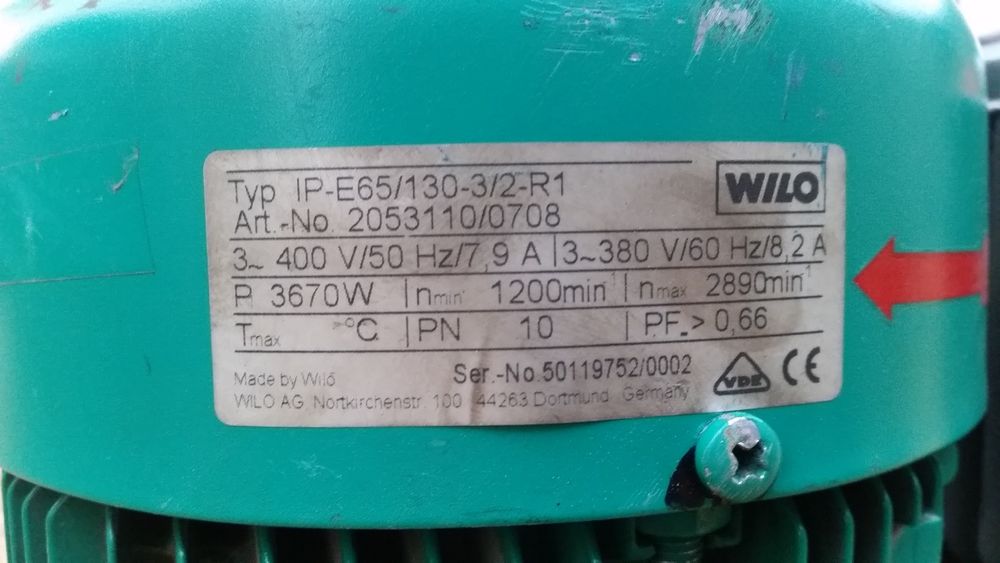 Typ IP-E65/130-3/2-R1
WILO
Art.-No. 2053110/0708
3~ 400 V/50 Hz/7,9 A 3~380 V/60 Hz/8,2 A
P₁ 3670W nmin 1200min⁻¹ nmax 2890min⁻¹
Tmax -°C PN 10 PF > 0,66
Made by Wilo Ser.-No.50119752/0002
VDE CE
WILO AG Nortkirchenstr. 100 44263 Dortmund Germany